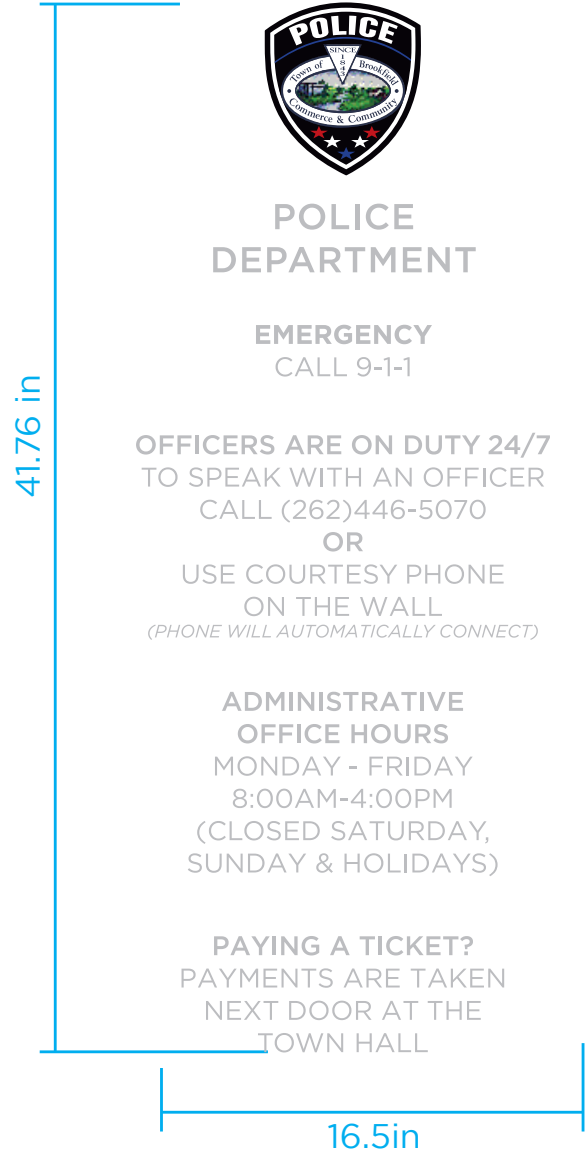 POLICE
SINCE
1843
Town of Brookfield
Commerce & Community
POLICE
DEPARTMENT
EMERGENCY
CALL 9-1-1
OFFICERS ARE ON DUTY 24/7
TO SPEAK WITH AN OFFICER
CALL (262)446-5070
OR
USE COURTESY PHONE
ON THE WALL
(PHONE WILL AUTOMATICALLY CONNECT)
ADMINISTRATIVE
OFFICE HOURS
MONDAY - FRIDAY
8:00AM-4:00PM
(CLOSED SATURDAY,
SUNDAY & HOLIDAYS)
PAYING A TICKET?
PAYMENTS ARE TAKEN
NEXT DOOR AT THE
TOWN HALL
41.76 in
16.5in